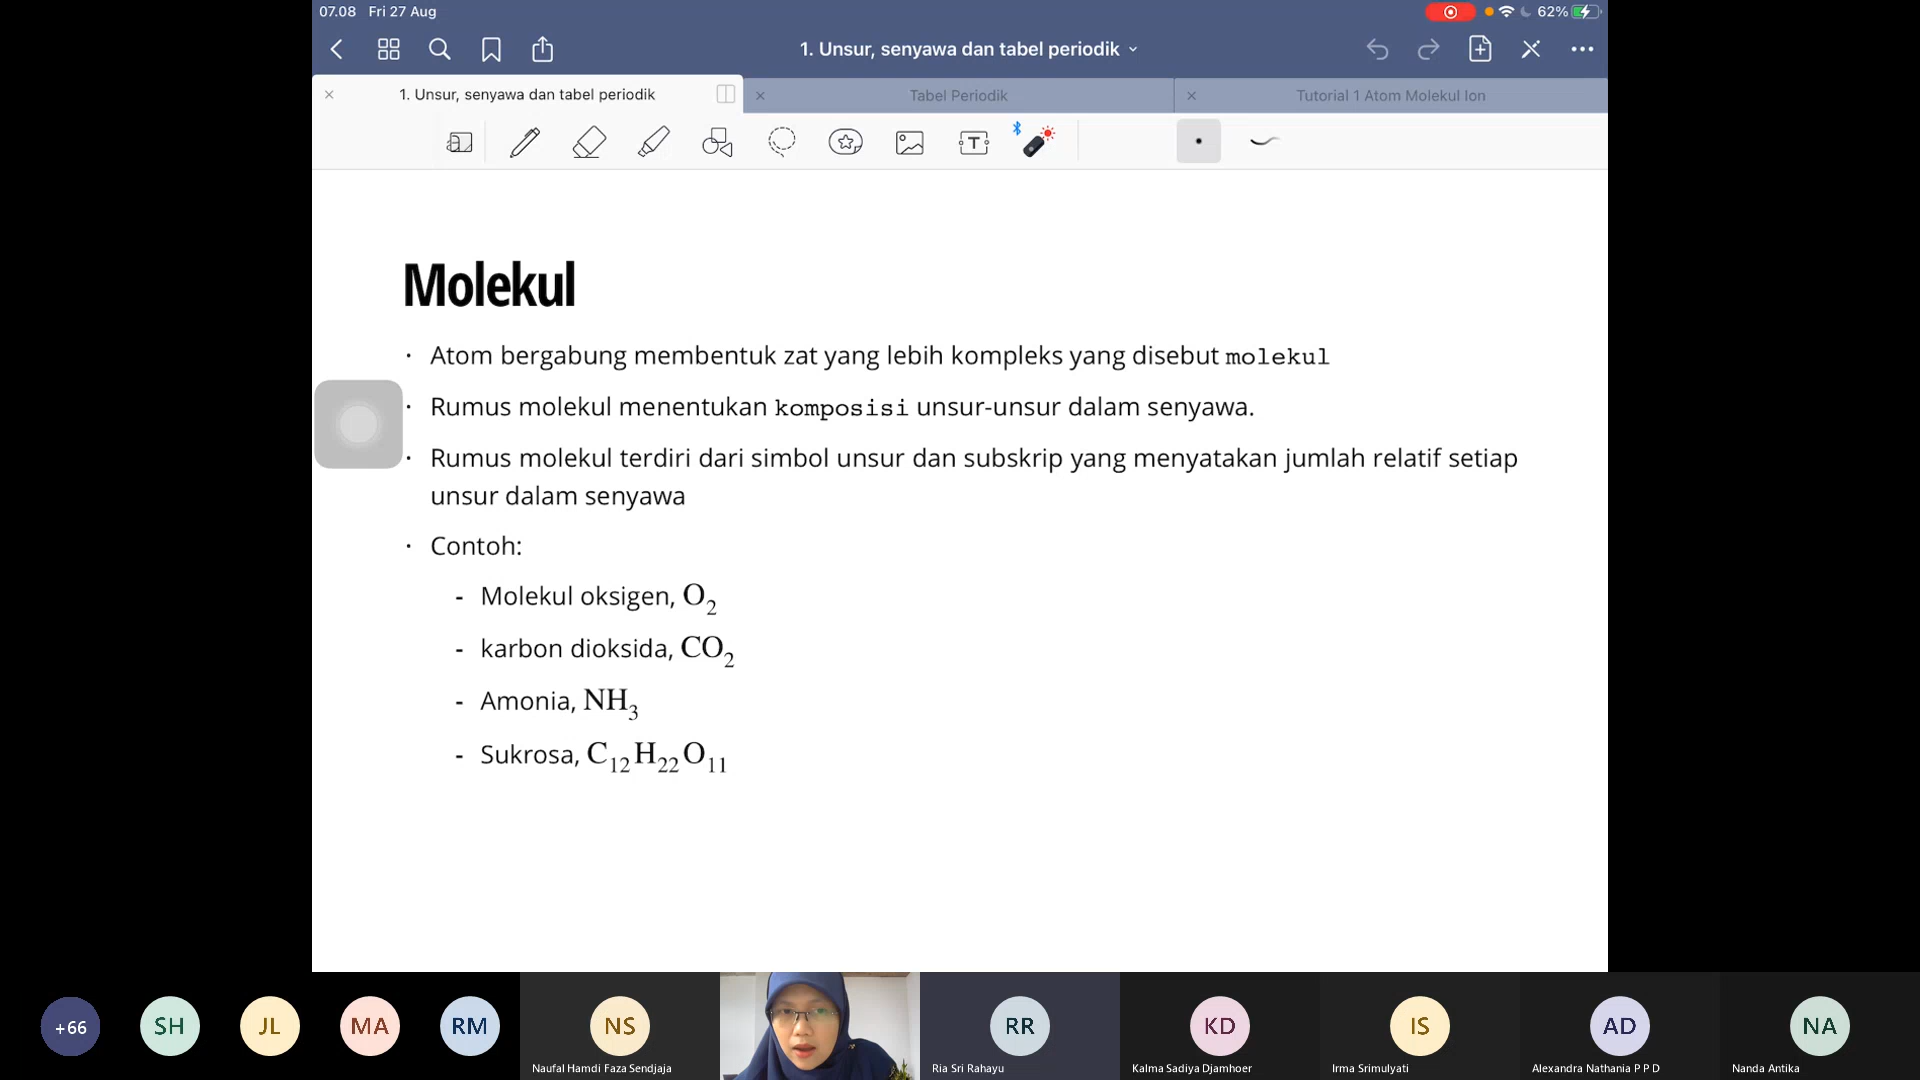 07.08 Fri 27 Aug
62%
1. Unsur, senyawa dan tabel periodik
1. Unsur, senyawa dan tabel periodik
Tabel Periodik
Tutorial 1 Atom Molekul Ion
a
T
Molekul
· Atom bergabung membentuk zat yang lebih kompleks yang disebut molekul
· Rumus molekul menentukan komposisi unsur-unsur dalam senyawa.
· Rumus molekul terdiri dari simbol unsur dan subskrip yang menyatakan jumlah relatif setiap
unsur dalam senyawa
· Contoh:
- Molekul oksigen, O₂
- karbon dioksida, CO₂
- Amonia, NH₃
- Sukrosa, C₁₂H₂₂O₁₁
+66
SH
JL
MA
RM
NS
RR
KD
IS
AD
NA
Naufal Hamdi Faza Sendjaja
Ria Sri Rahayu
Kalma Sadiya Djamhoer
Irma Srimulyati
Alexandra Nathania P P D
Nanda Antika